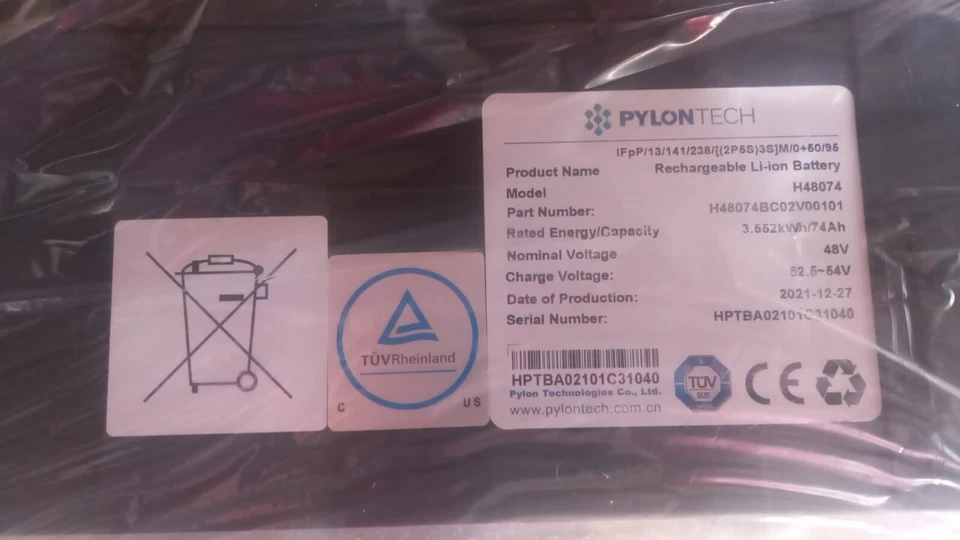 PYLONTECH
IFpP/13/141/238/[(2P5S)3S]M/0+50/95
Product Name Rechargeable Li-ion Battery
Model H48074
Part Number: H48074BC02V00101
Rated Energy/Capacity 3.552kWh/74Ah
Nominal Voltage 48V
Charge Voltage: 52.5~54V
Date of Production: 2021-12-27
Serial Number: HPTBA02101C31040
HPTBA02101C31040
Pylon Technologies Co., Ltd.
www.pylontech.com.cn
TÜV
SUD
CE
TÜVRheinland
C US